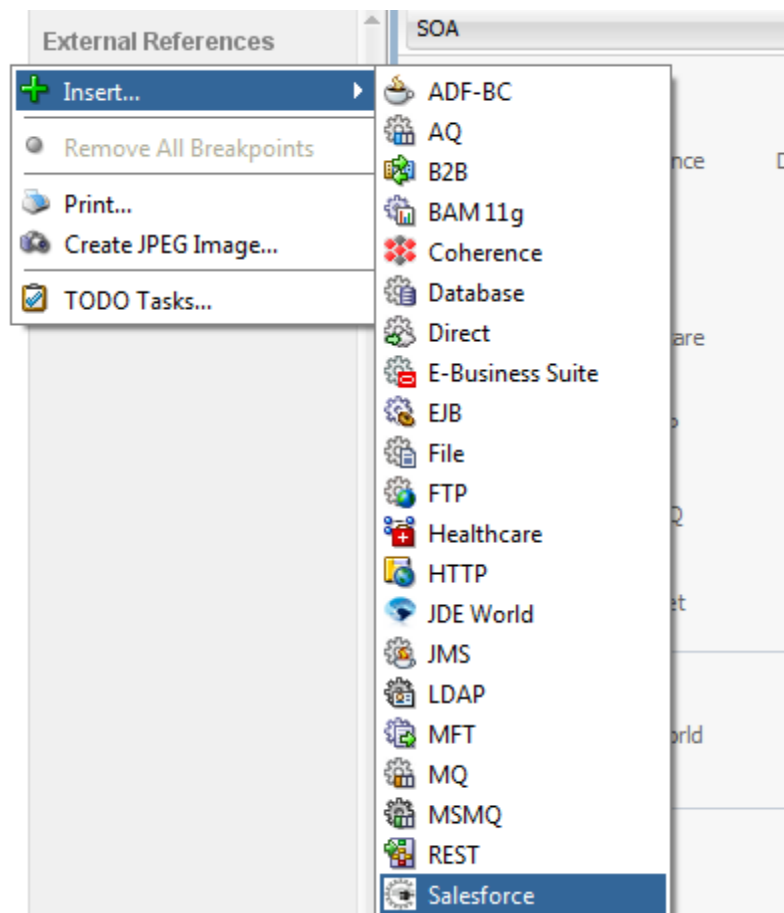 External References
SOA
Insert...
Remove All Breakpoints
Print...
Create JPEG Image...
TODO Tasks...
ADF-BC
AQ
B2B
BAM 11g
Coherence
Database
Direct
E-Business Suite
EJB
File
FTP
Healthcare
HTTP
JDE World
JMS
LDAP
MFT
MQ
MSMQ
REST
Salesforce